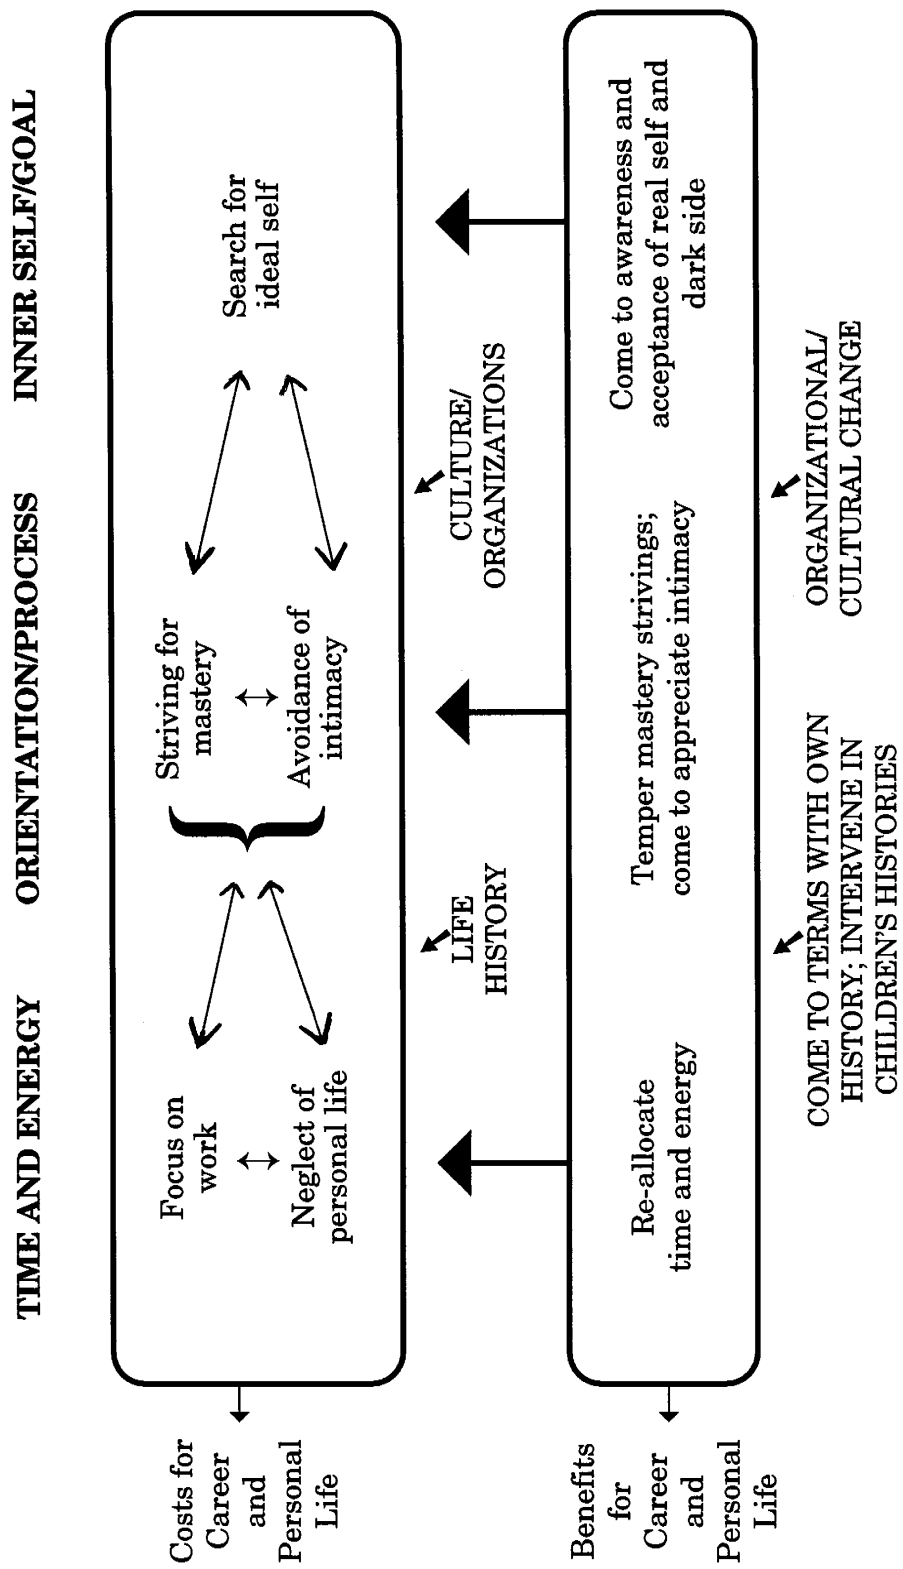 TIME AND ENERGY
ORIENTATION/PROCESS
INNER SELF/GOAL
Costs for
Career
and
Personal
Life
Focus on
work
Neglect of
personal life
Striving for
mastery
Avoidance of
intimacy
Search for
ideal self
LIFE
HISTORY
CULTURE/
ORGANIZATIONS
Benefits
for
Career
and
Personal
Life
Re-allocate
time and energy
Temper mastery strivings;
come to appreciate intimacy
Come to awareness and
acceptance of real self and
dark side
COME TO TERMS WITH OWN
HISTORY; INTERVENE IN
CHILDREN'S HISTORIES
ORGANIZATIONAL/
CULTURAL CHANGE